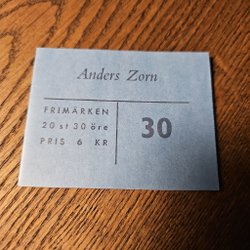 Anders Zorn
FRIMÄRKEN
20 st 30 öre
PRIS 6 KR
30